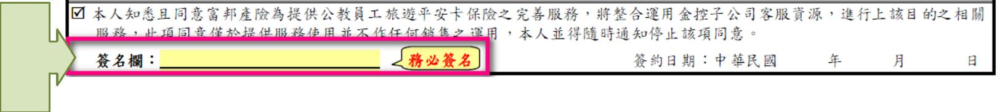 ☑ 本人知悉且同意富邦產險為提供公教員工旅遊平安卡保險之完善服務，將整合運用金控子公司客服資源，進行上該目的之相關
服務，此項同意僅於提供服務使用並不作任何銷售之運用，本人並得隨時通知停止該項同意。
簽名欄： 務必簽名 簽約日期：中華民國 年 月 日